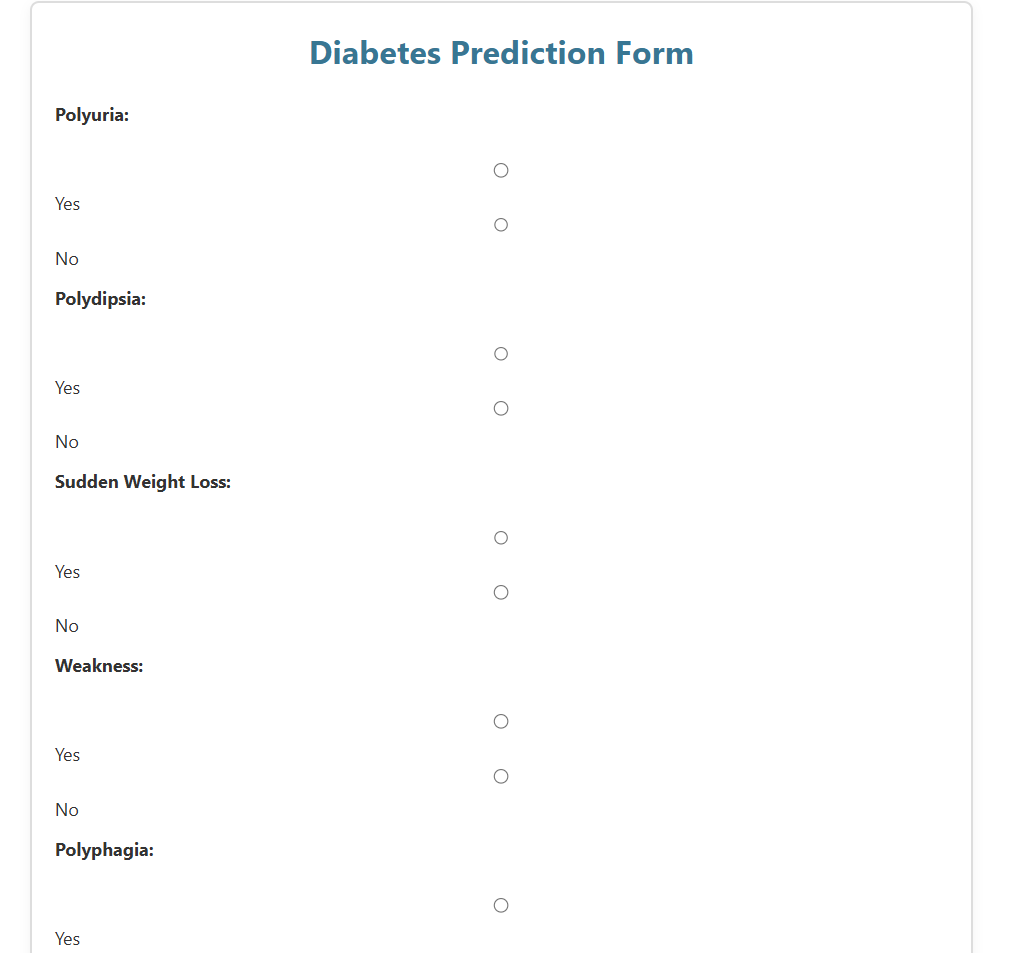 Diabetes Prediction Form
Polyuria:
Yes
No
Polydipsia:
Yes
No
Sudden Weight Loss:
Yes
No
Weakness:
Yes
No
Polyphagia:
Yes